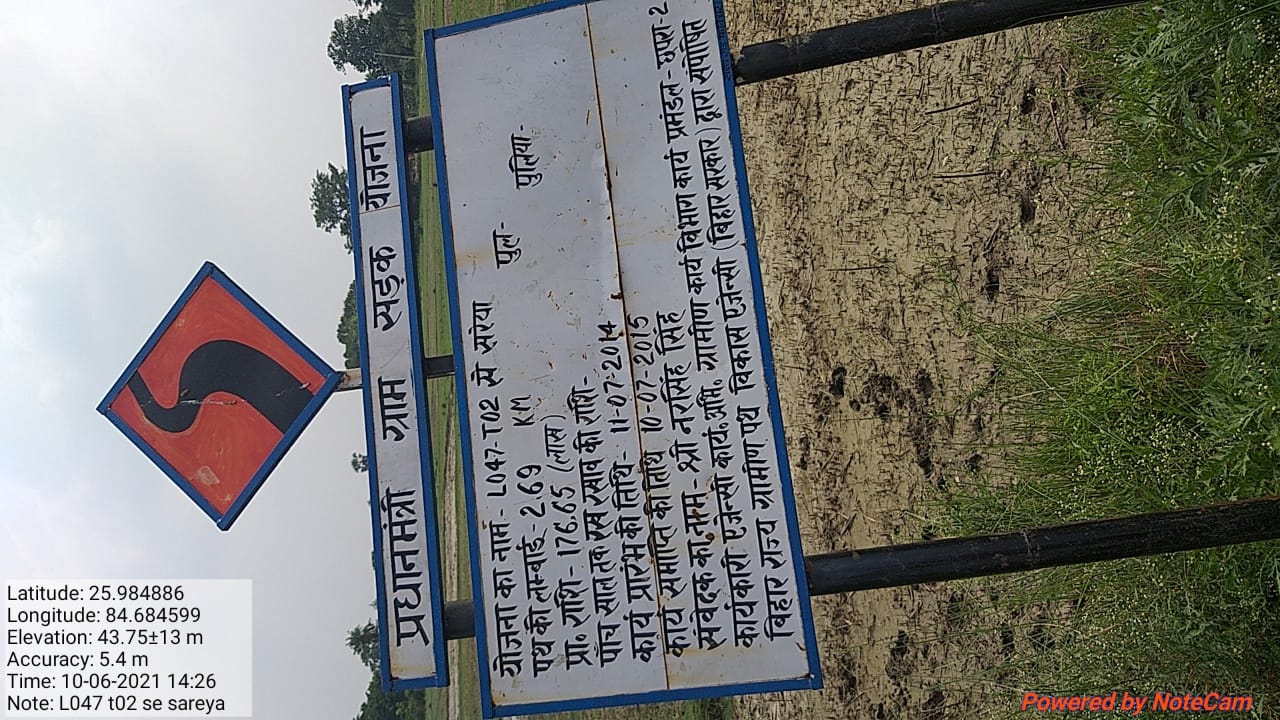 प्रधानमंत्री ग्राम सड़क योजना
योजना का नाम - L047-T02 से सरेया
पथ की लम्बाई - 2.69 KM पुल- पुलिया-
प्रा० राशि - 176.65 (लाख)
पाँच साल तक रख रखाव की राशि-
कार्य प्रारंभ की तिथि - 11-07-2014
कार्य समाप्ति की तिथि 10-07-2015
संवेदक का नाम - श्री नरसिंह सिंह
कार्यकारी एजेन्सी कार्य० अभि० ग्रामीण कार्य विभाग कार्य प्रमंडल - छपरा-2
बिहार राज्य ग्रामीण पथ विकास एजेन्सी (बिहार सरकार) द्वारा संपोषित
Latitude: 25.984886
Longitude: 84.684599
Elevation: 43.75±13 m
Accuracy: 5.4 m
Time: 10-06-2021 14:26
Note: L047 t02 se sareya
Powered by NoteCam